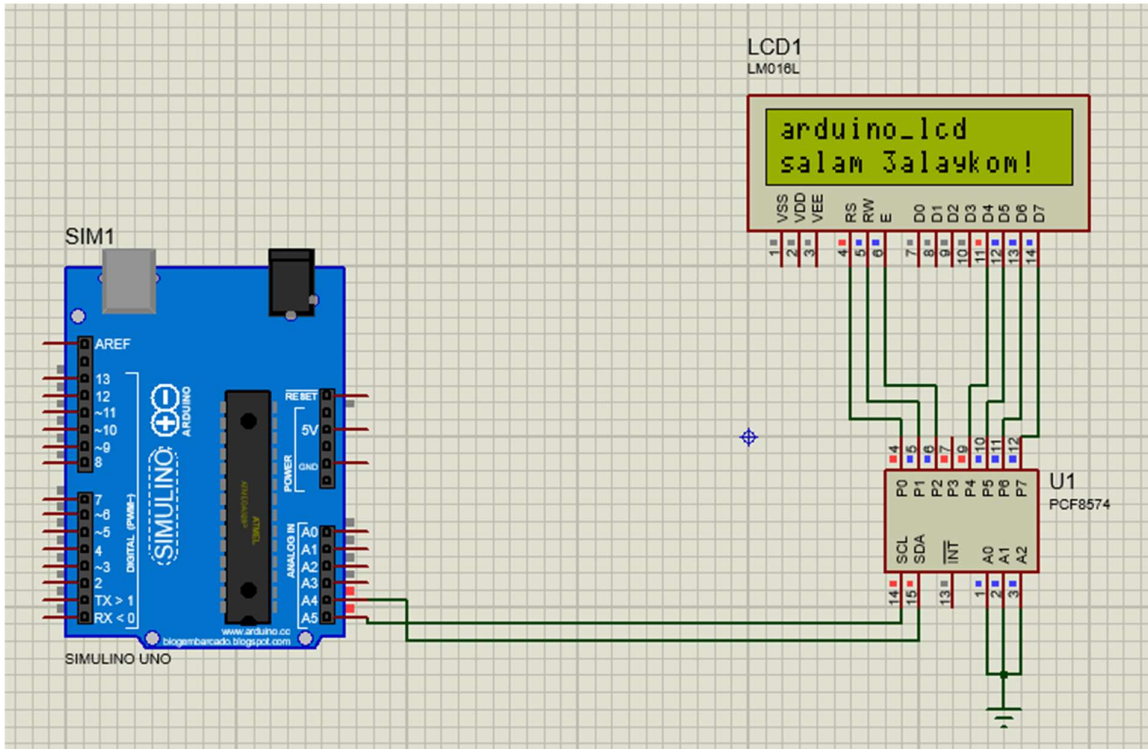 LCD1
LM016L
arduino_lcd
salam 3alaykom!
VSS
VDD
VEE
RS
RW
E
D0
D1
D2
D3
D4
D5
D6
D7
1
2
3
4
5
6
7
8
9
10
11
12
13
14
SIM1
AREF
13
12
~11
~10
~9
8
7
~6
~5
4
~3
2
TX > 1
RX < 0
DIGITAL (PWM~)
ARDUINO
SIMULINO
ATMEGA328P
ATMEL
RESET
5V
GND
POWER
A0
A1
A2
A3
A4
A5
ANALOG IN
www.arduino.cc
blogembarcado.blogspot.com
SIMULINO UNO
4
5
6
7
9
10
11
12
P0
P1
P2
P3
P4
P5
P6
P7
U1
PCF8574
SCL
SDA
INT
A0
A1
A2
14
15
13
1
2
3